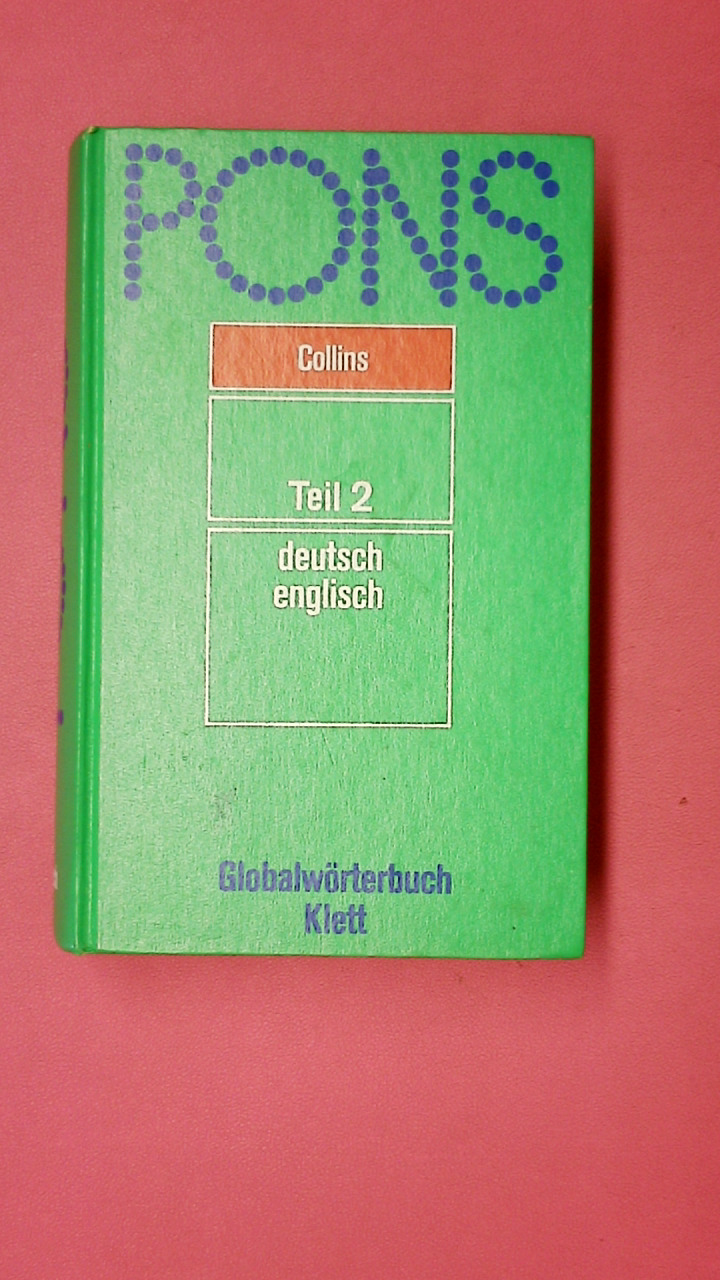 PONS
Collins
Teil 2
deutsch
englisch
Globalwörterbuch
Klett